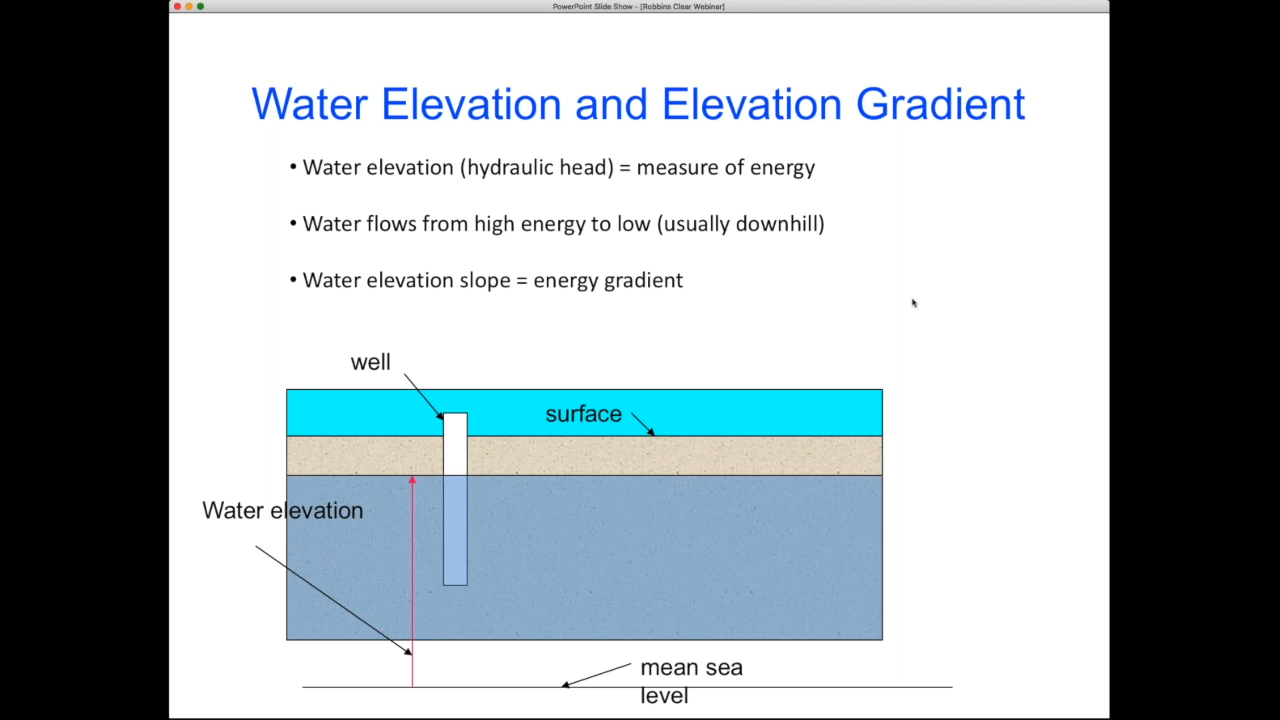 PowerPoint Slide Show - [Robbins Clear Webinar]
Water Elevation and Elevation Gradient
• Water elevation (hydraulic head) = measure of energy
• Water flows from high energy to low (usually downhill)
• Water elevation slope = energy gradient
well
surface
Water elevation
mean sea
level